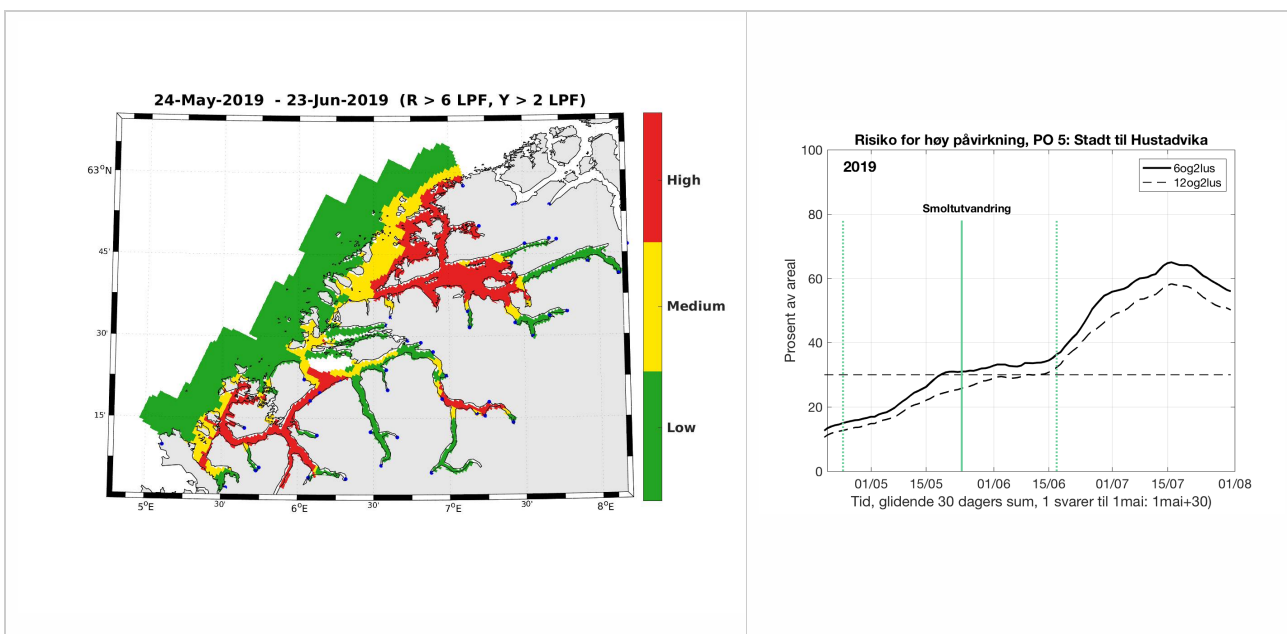 24-May-2019 - 23-Jun-2019 (R > 6 LPF, Y > 2 LPF)
63°N
45'
30'
15'
5°E
30'
6°E
30'
7°E
30'
8°E
High
Medium
Low
Risiko for høy påvirkning, PO 5: Stadt til Hustadvika
2019
6og2lus
12og2lus
Smoltutvandring
Prosent av areal
100
80
60
40
20
0
01/05
15/05
01/06
15/06
01/07
15/07
01/08
Tid, glidende 30 dagers sum, 1 svarer til 1mai: 1mai+30)